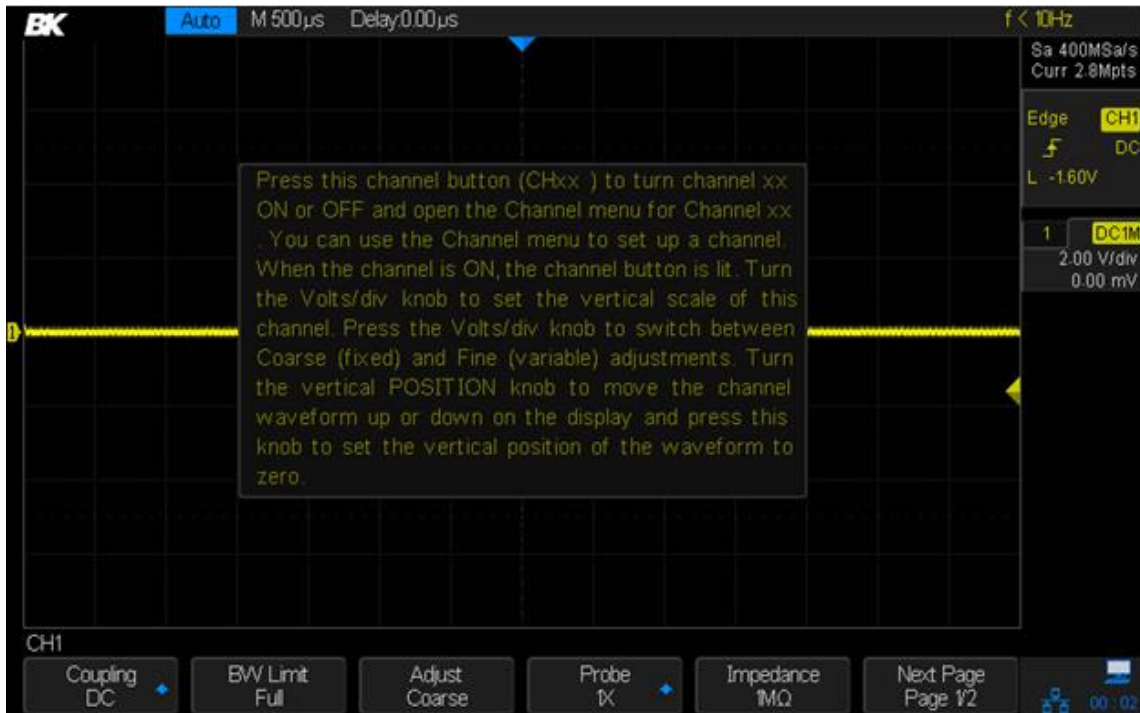 BK Auto M 500µs Delay:0.00µs f < 10Hz
Sa 400MSa/s
Curr 2.8Mpts
Edge CH1
DC
L -1.60V
Press this channel button (CHxx ) to turn channel xx
ON or OFF and open the Channel menu for Channel xx
. You can use the Channel menu to set up a channel.
When the channel is ON, the channel button is lit. Turn
the Volts/div knob to set the vertical scale of this
channel. Press the Volts/div knob to switch between
Coarse (fixed) and Fine (variable) adjustments. Turn
the vertical POSITION knob to move the channel
waveform up or down on the display and press this
knob to set the vertical position of the waveform to
zero.
1 DC1M
2.00 V/div
0.00 mV
1
CH1
Coupling
DC
BW Limit
Full
Adjust
Coarse
Probe
1X
Impedance
1MΩ
Next Page
Page 1/2
00:02